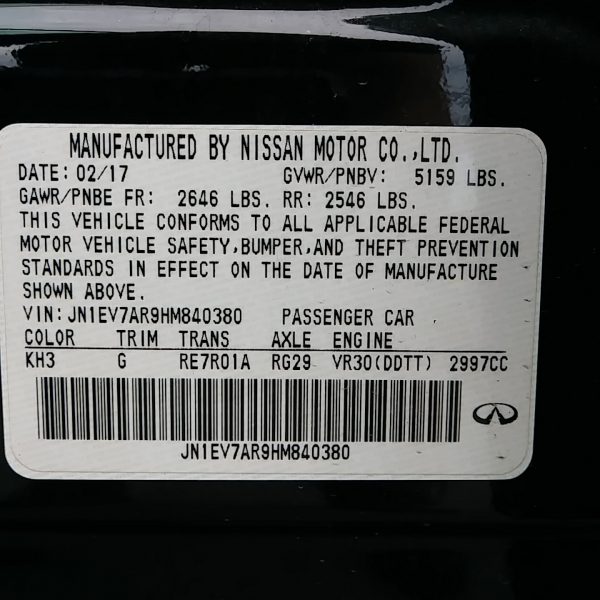 MANUFACTURED BY NISSAN MOTOR CO.,LTD.
DATE: 02/17 GVWR/PNBV: 5159 LBS.
GAWR/PNBE FR: 2646 LBS. RR: 2546 LBS.
THIS VEHICLE CONFORMS TO ALL APPLICABLE FEDERAL
MOTOR VEHICLE SAFETY,BUMPER,AND THEFT PREVENTION
STANDARDS IN EFFECT ON THE DATE OF MANUFACTURE
SHOWN ABOVE.
VIN: JN1EV7AR9HM840380 PASSENGER CAR
COLOR TRIM TRANS AXLE ENGINE
KH3 G RE7R01A RG29 VR30(DDTT) 2997CC
JN1EV7AR9HM840380